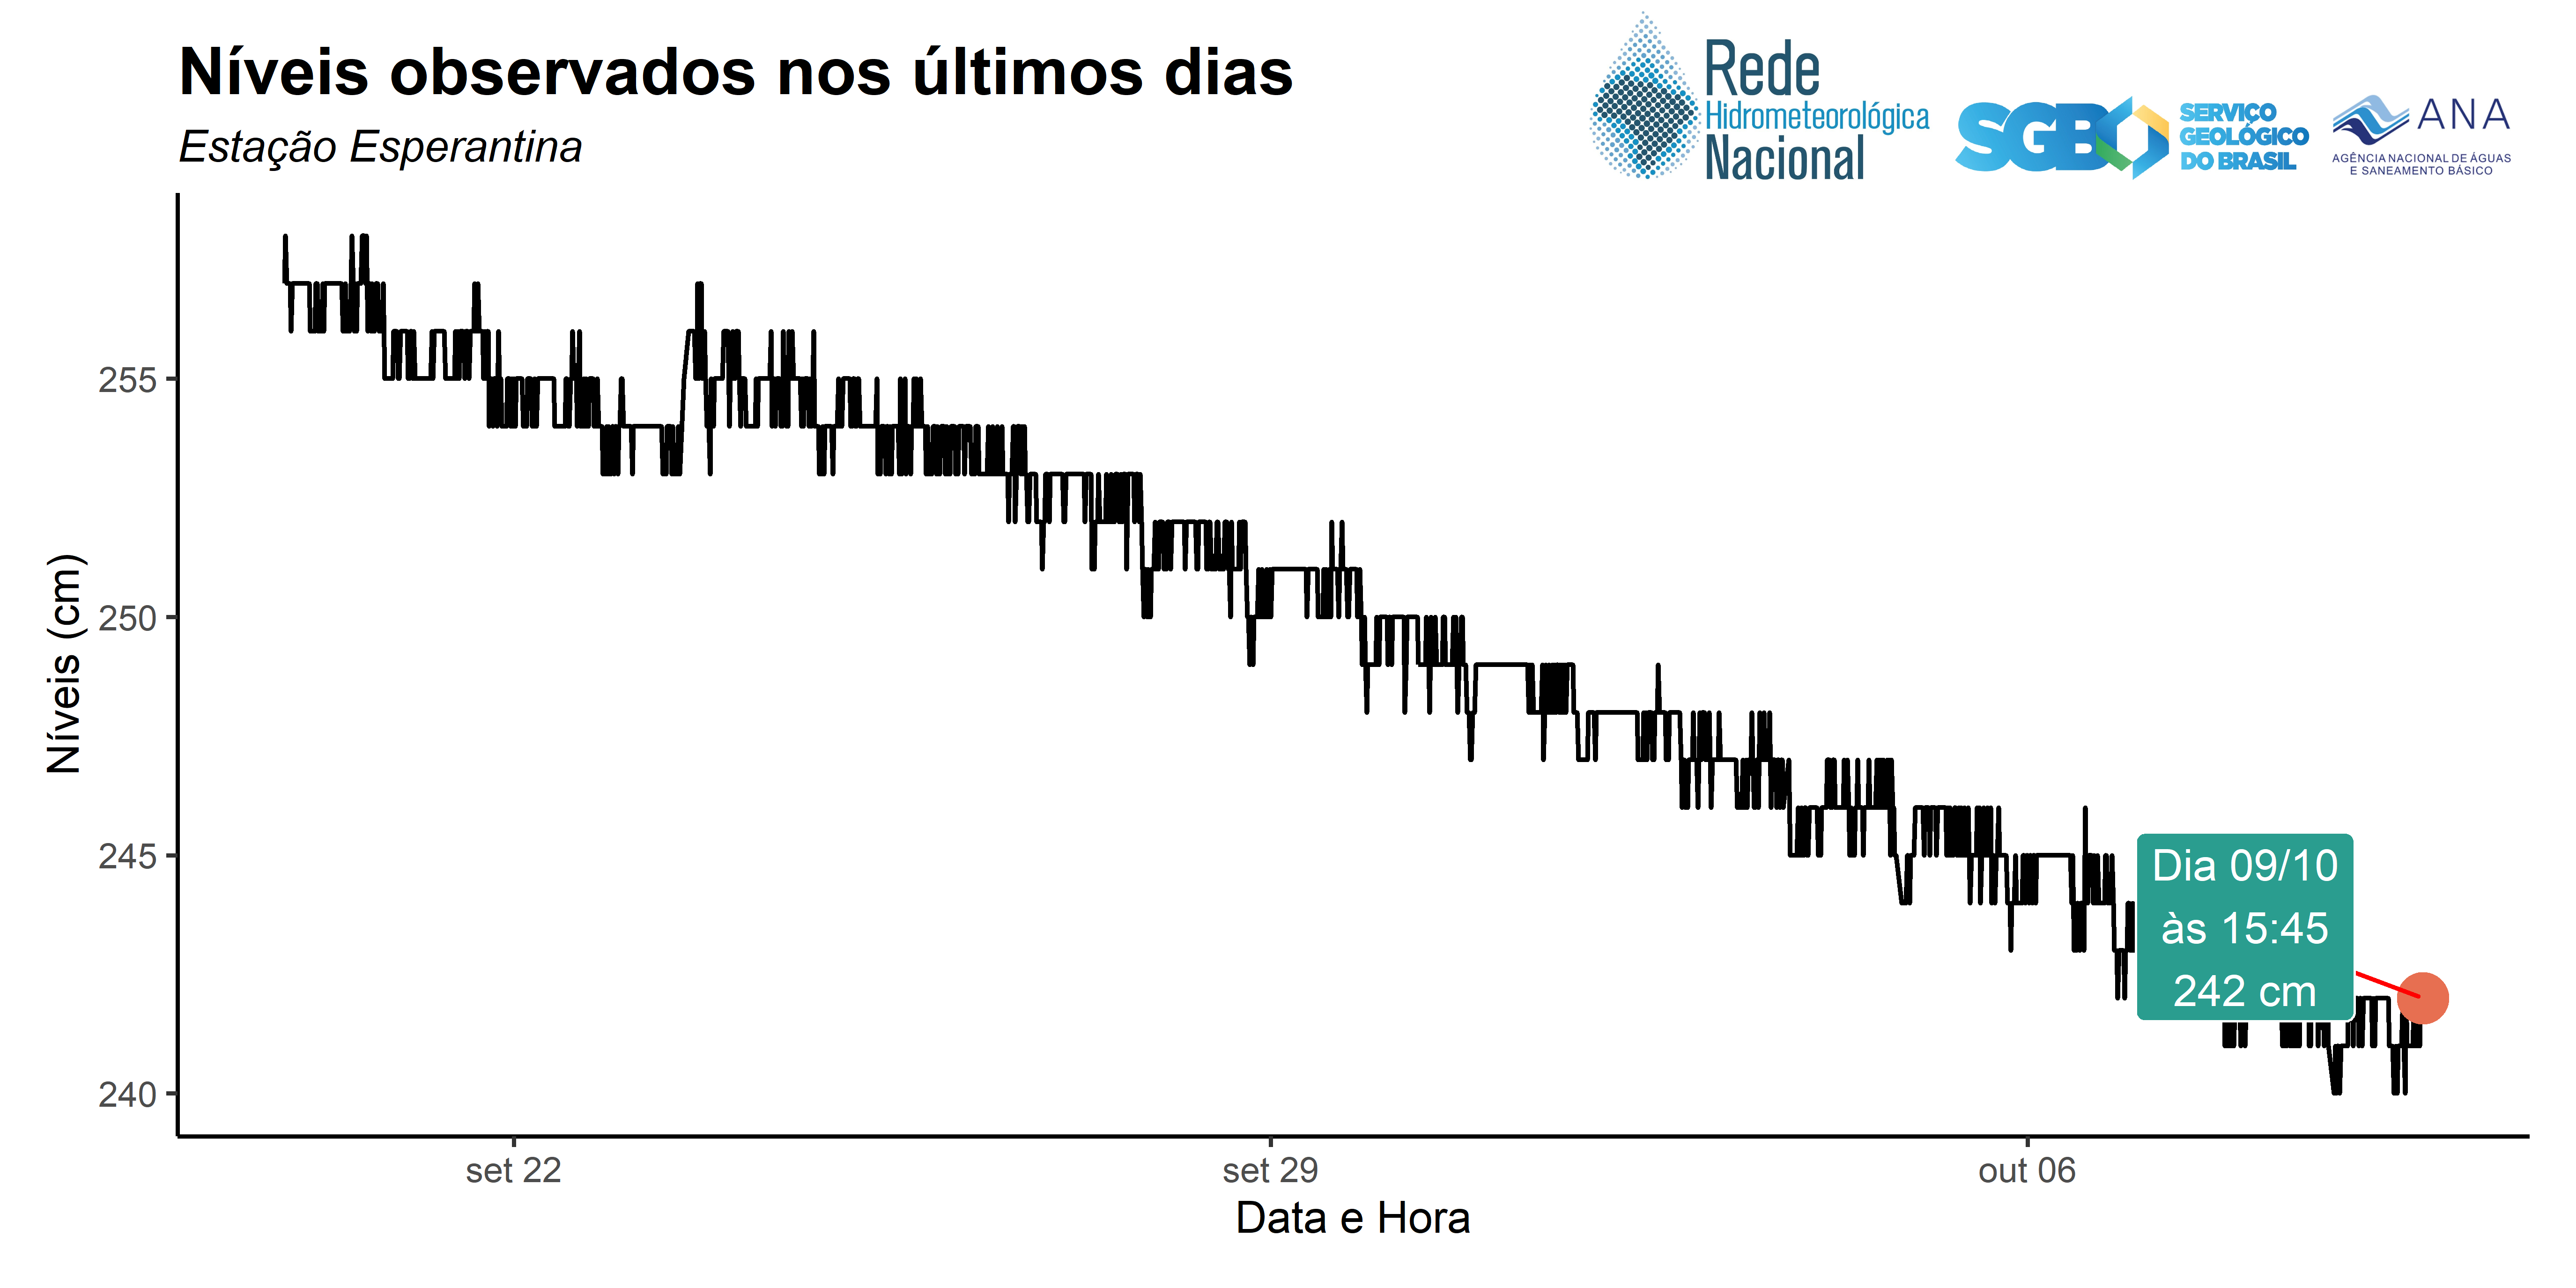 Níveis observados nos últimos dias
Estação Esperantina
Rede
Hidrometeorológica
Nacional
SGB
SERVIÇO
GEOLÓGICO
DO BRASIL
ANA
AGÊNCIA NACIONAL DE ÁGUAS
E SANEAMENTO BÁSICO
Níveis (cm)
255
250
245
240
Dia 09/10
às 15:45
242 cm
set 22
set 29
out 06
Data e Hora